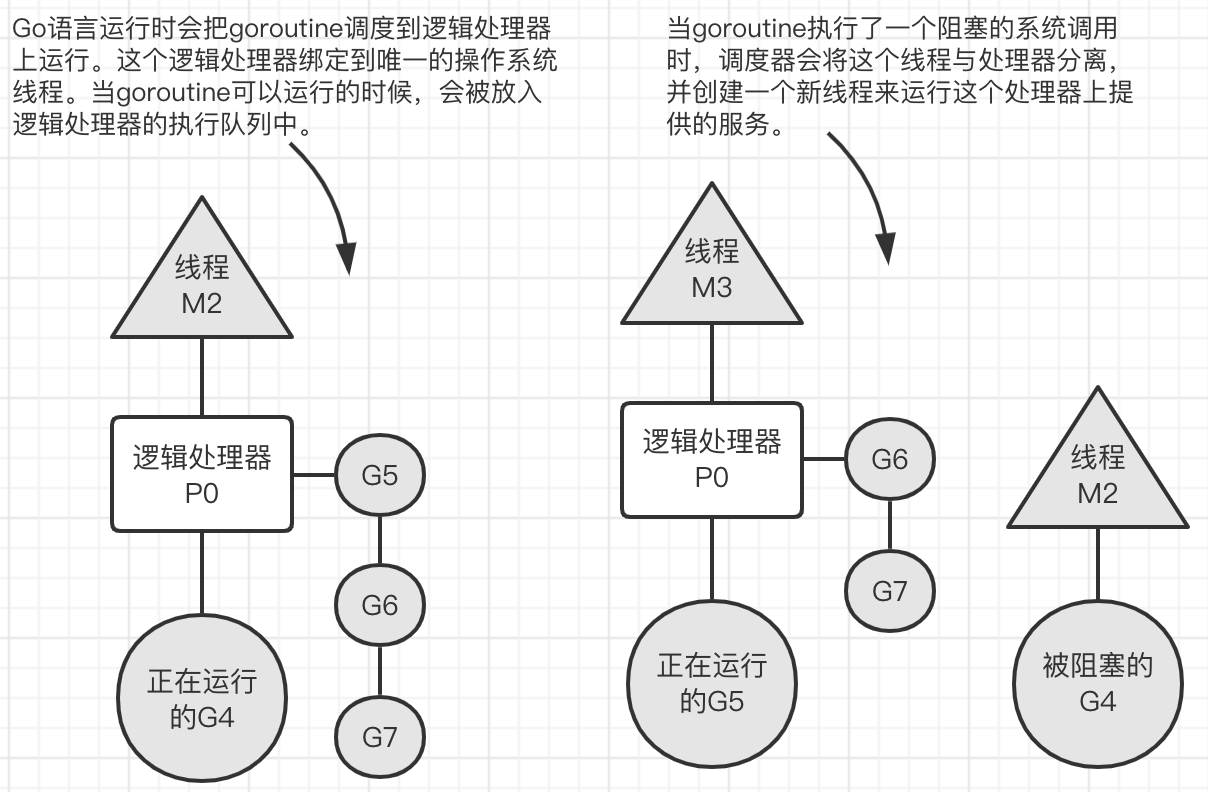 Go语言运行时会把goroutine调度到逻辑处理器
上运行。这个逻辑处理器绑定到唯一的操作系统
线程。当goroutine可以运行的时候，会被放入
逻辑处理器的执行队列中。
当goroutine执行了一个阻塞的系统调用
时，调度器会将这个线程与处理器分离，
并创建一个新线程来运行这个处理器上提
供的服务。
线程
M2
逻辑处理器
P0
G5
G6
G7
正在运行
的G4
线程
M3
逻辑处理器
P0
G6
G7
正在运行
的G5
线程
M2
被阻塞的
G4